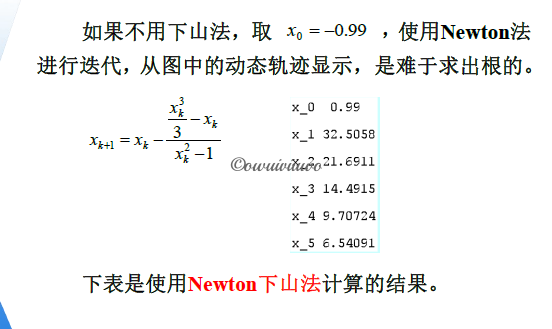 如果不用下山法，取 x₀ = −0.99 ，使用Newton法
进行迭代，从图中的动态轨迹显示，是难于求出根的。
x_{k+1} = x_k − (x_k^3/3 − x_k)/(x_k^2 − 1)
x_0 0.99
x_1 32.5058
x_2 21.6911
x_3 14.4915
x_4 9.70724
x_5 6.54091
下表是使用Newton下山法计算的结果。